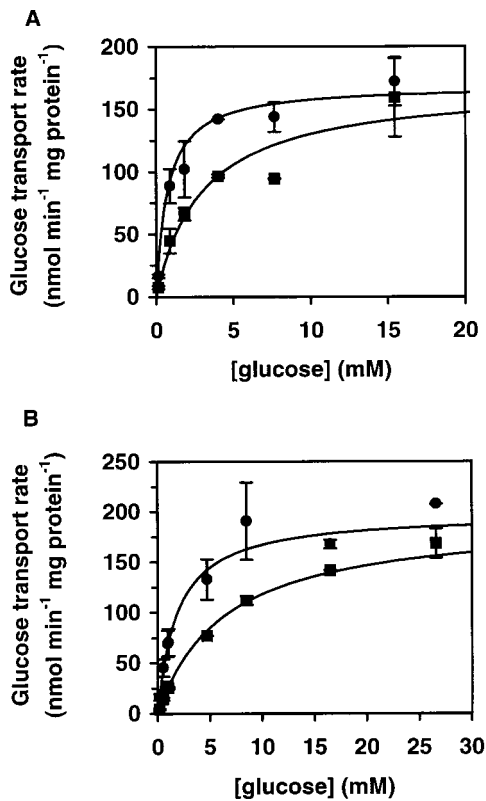 A
Glucose transport rate
(nmol min⁻¹ mg protein⁻¹)
200
150
100
50
0
0 5 10 15 20
[glucose] (mM)
B
Glucose transport rate
(nmol min⁻¹ mg protein⁻¹)
250
200
150
100
50
0
0 5 10 15 20 25 30
[glucose] (mM)